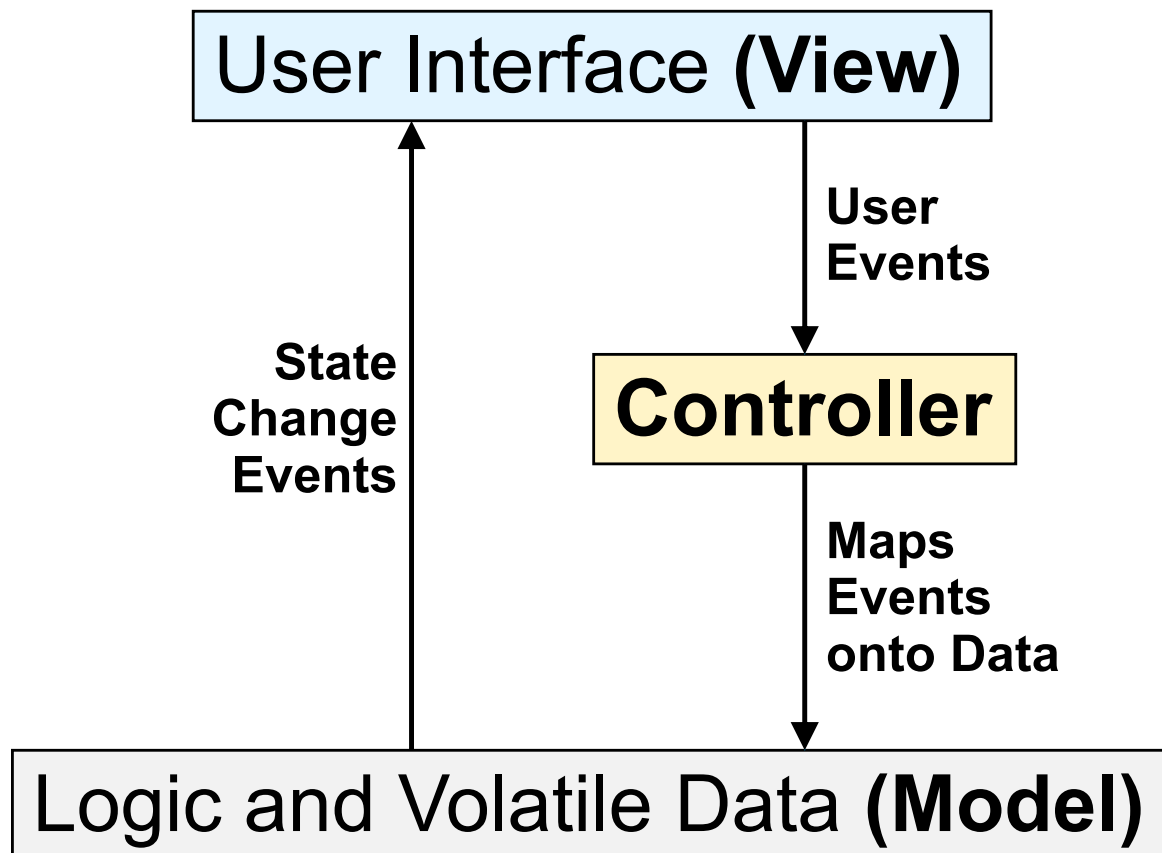 User Interface (View)
User
Events
State
Change
Events
Controller
Maps
Events
onto Data
Logic and Volatile Data (Model)